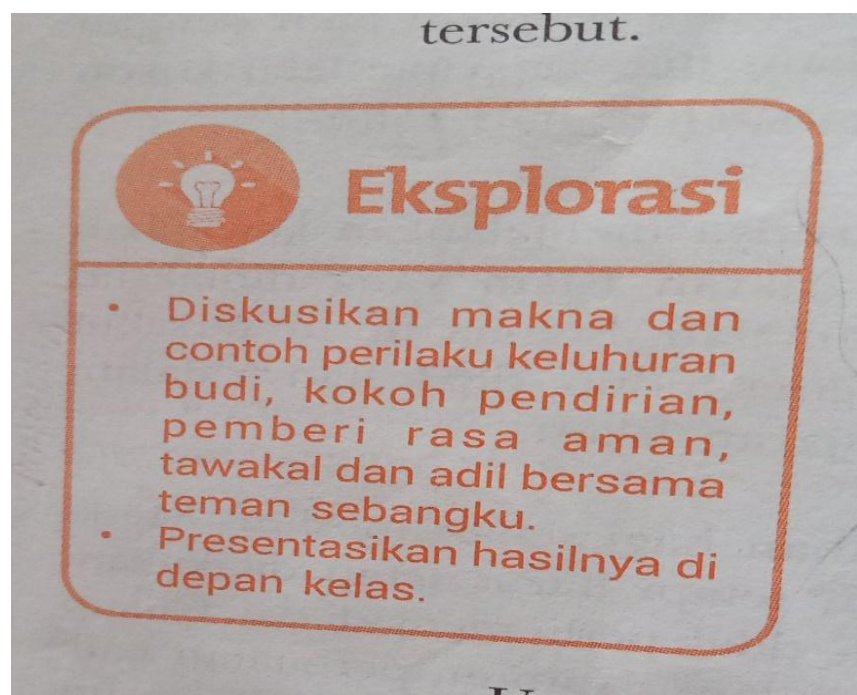 tersebut.
Eksplorasi
• Diskusikan makna dan
contoh perilaku keluhuran
budi, kokoh pendirian,
pemberi rasa aman,
tawakal dan adil bersama
teman sebangku.
• Presentasikan hasilnya di
depan kelas.